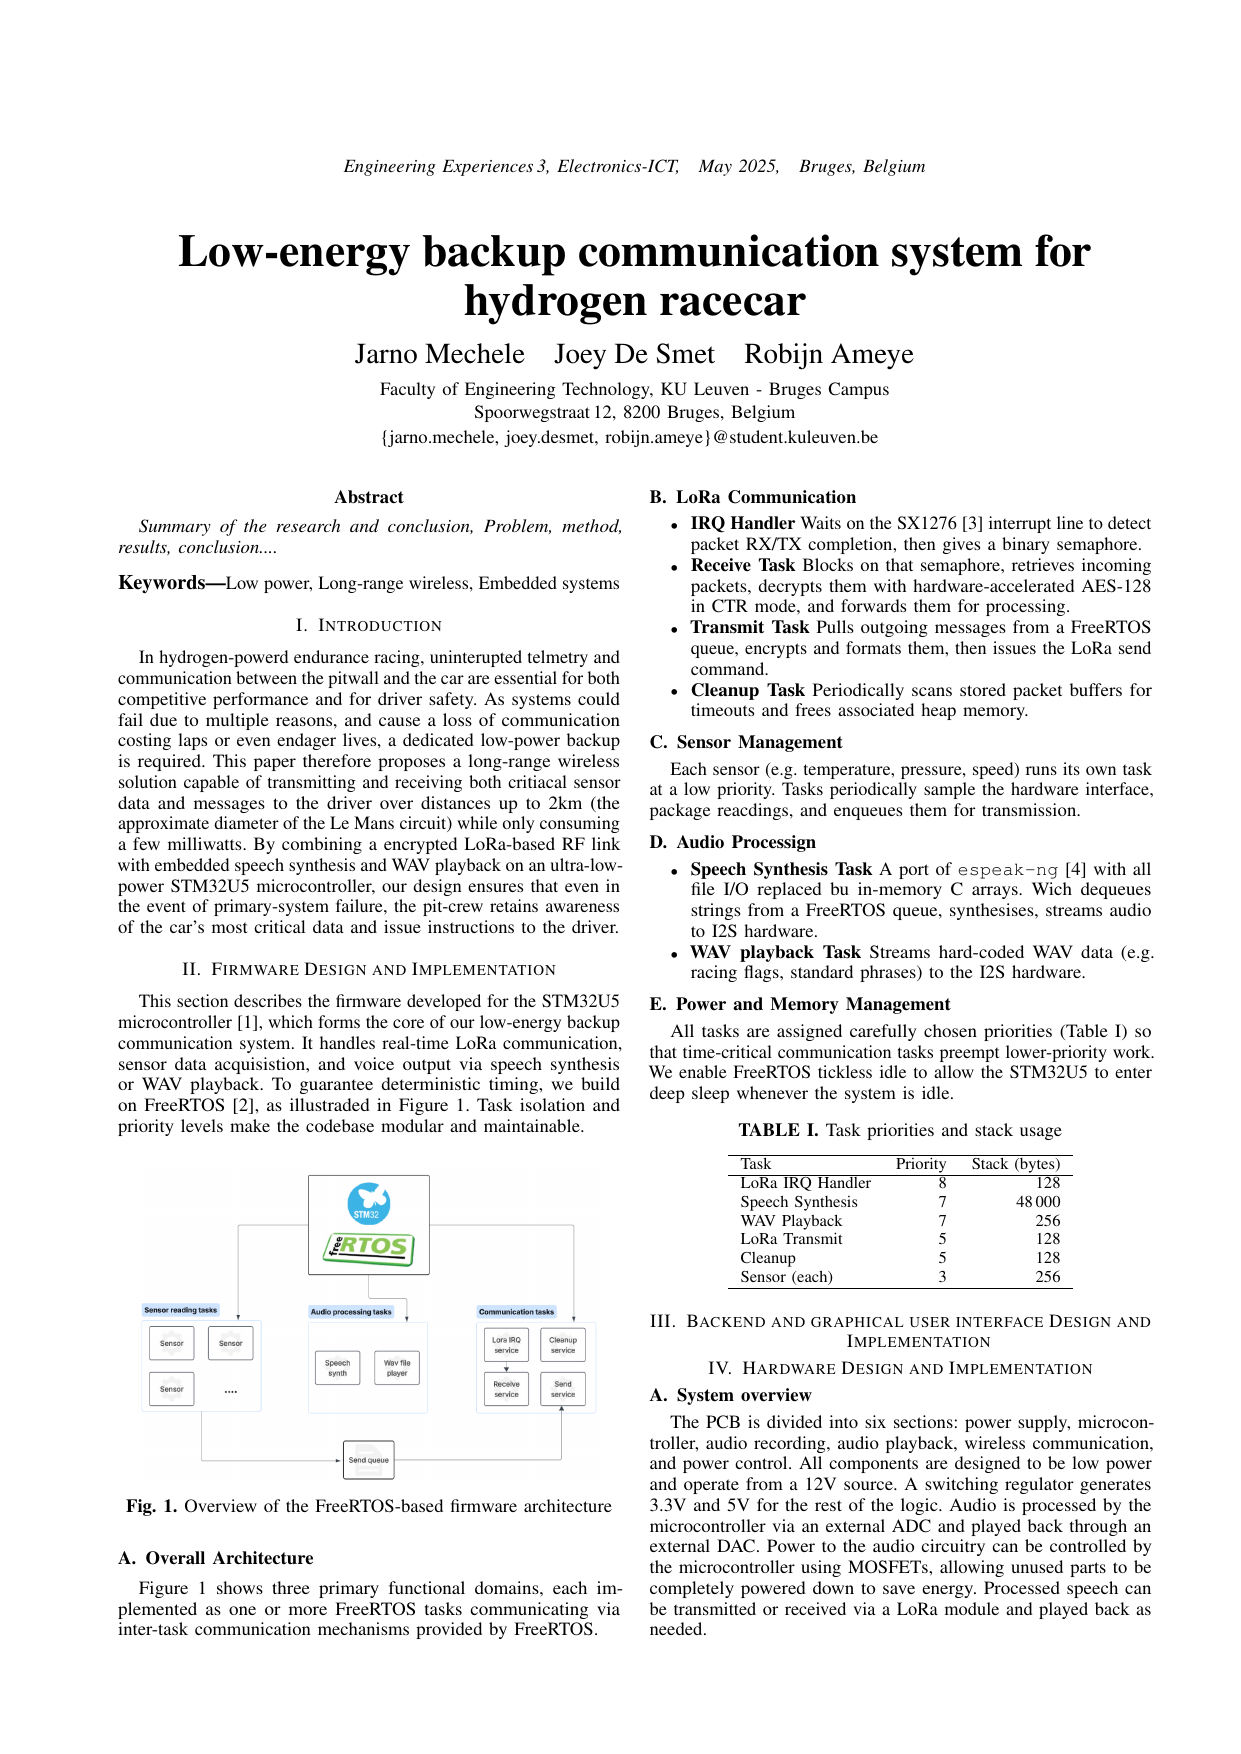 Engineering Experiences 3, Electronics-ICT, May 2025, Bruges, Belgium
Low-energy backup communication system for
hydrogen racecar
Jarno Mechele Joey De Smet Robijn Ameye
Faculty of Engineering Technology, KU Leuven - Bruges Campus
Spoorwegstraat 12, 8200 Bruges, Belgium
{jarno.mechele, joey.desmet, robijn.ameye}@student.kuleuven.be
Abstract
Summary of the research and conclusion, Problem, method,
results, conclusion....
Keywords—Low power, Long-range wireless, Embedded systems
I. INTRODUCTION
In hydrogen-powerd endurance racing, uninterupted telmetry and
communication between the pitwall and the car are essential for both
competitive performance and for driver safety. As systems could
fail due to multiple reasons, and cause a loss of communication
costing laps or even endager lives, a dedicated low-power backup
is required. This paper therefore proposes a long-range wireless
solution capable of transmitting and receiving both critiacal sensor
data and messages to the driver over distances up to 2km (the
approximate diameter of the Le Mans circuit) while only consuming
a few milliwatts. By combining a encrypted LoRa-based RF link
with embedded speech synthesis and WAV playback on an ultra-low-
power STM32U5 microcontroller, our design ensures that even in
the event of primary-system failure, the pit-crew retains awareness
of the car's most critical data and issue instructions to the driver.
II. FIRMWARE DESIGN AND IMPLEMENTATION
This section describes the firmware developed for the STM32U5
microcontroller [1], which forms the core of our low-energy backup
communication system. It handles real-time LoRa communication,
sensor data acquisistion, and voice output via speech synthesis
or WAV playback. To guarantee deterministic timing, we build
on FreeRTOS [2], as illustraded in Figure 1. Task isolation and
priority levels make the codebase modular and maintainable.
STM32
free RTOS
Sensor reading tasks
Audio processing tasks
Communication tasks
Sensor
Sensor
Sensor
....
Speech
synth
Wav file
player
Lora IRQ
service
Cleanup
service
Receive
service
Send
service
Send queue
Fig. 1. Overview of the FreeRTOS-based firmware architecture
A. Overall Architecture
Figure 1 shows three primary functional domains, each im-
plemented as one or more FreeRTOS tasks communicating via
inter-task communication mechanisms provided by FreeRTOS.
B. LoRa Communication
• IRQ Handler Waits on the SX1276 [3] interrupt line to detect
packet RX/TX completion, then gives a binary semaphore.
• Receive Task Blocks on that semaphore, retrieves incoming
packets, decrypts them with hardware-accelerated AES-128
in CTR mode, and forwards them for processing.
• Transmit Task Pulls outgoing messages from a FreeRTOS
queue, encrypts and formats them, then issues the LoRa send
command.
• Cleanup Task Periodically scans stored packet buffers for
timeouts and frees associated heap memory.
C. Sensor Management
Each sensor (e.g. temperature, pressure, speed) runs its own task
at a low priority. Tasks periodically sample the hardware interface,
package reacdings, and enqueues them for transmission.
D. Audio Processign
• Speech Synthesis Task A port of espeak-ng [4] with all
file I/O replaced bu in-memory C arrays. Wich dequeues
strings from a FreeRTOS queue, synthesises, streams audio
to I2S hardware.
• WAV playback Task Streams hard-coded WAV data (e.g.
racing flags, standard phrases) to the I2S hardware.
E. Power and Memory Management
All tasks are assigned carefully chosen priorities (Table I) so
that time-critical communication tasks preempt lower-priority work.
We enable FreeRTOS tickless idle to allow the STM32U5 to enter
deep sleep whenever the system is idle.
TABLE I. Task priorities and stack usage
Task Priority Stack (bytes)
LoRa IRQ Handler 8 128
Speech Synthesis 7 48 000
WAV Playback 7 256
LoRa Transmit 5 128
Cleanup 5 128
Sensor (each) 3 256
III. BACKEND AND GRAPHICAL USER INTERFACE DESIGN AND
IMPLEMENTATION
IV. HARDWARE DESIGN AND IMPLEMENTATION
A. System overview
The PCB is divided into six sections: power supply, microcon-
troller, audio recording, audio playback, wireless communication,
and power control. All components are designed to be low power
and operate from a 12V source. A switching regulator generates
3.3V and 5V for the rest of the logic. Audio is processed by the
microcontroller via an external ADC and played back through an
external DAC. Power to the audio circuitry can be controlled by
the microcontroller using MOSFETs, allowing unused parts to be
completely powered down to save energy. Processed speech can
be transmitted or received via a LoRa module and played back as
needed.